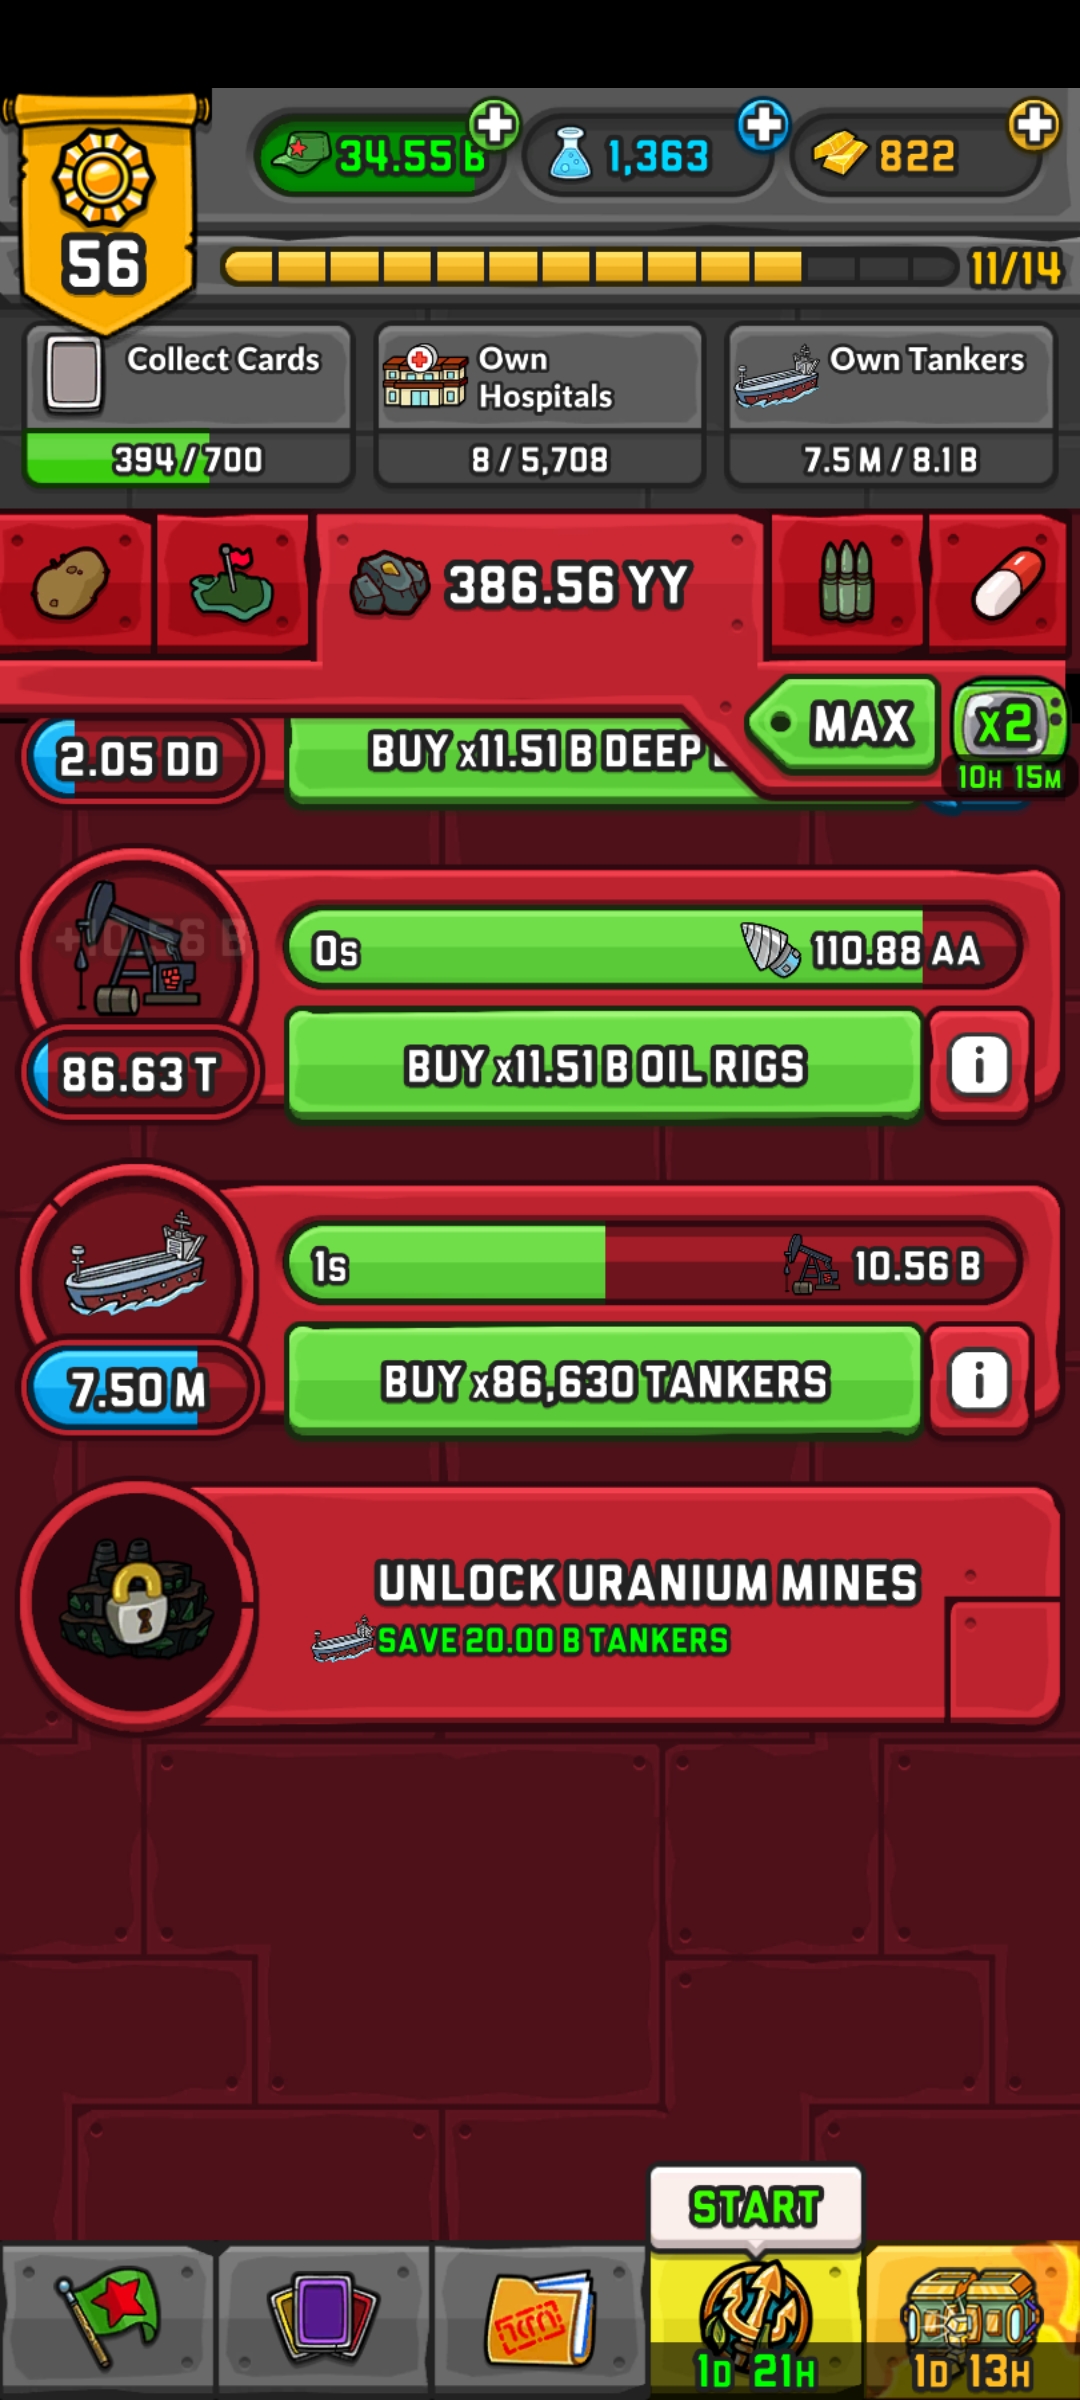 56
34.55 B
1,363
822
11/14
Collect Cards
394 / 700
Own
Hospitals
8 / 5,708
Own Tankers
7.5 M / 8.1 B
386.56 YY
MAX
x2
10H 15M
2.05 DD
BUY x11.51 B DEEP
+10.56 B
0s
110.88 AA
86.63 T
BUY x11.51 B OIL RIGS
i
1s
10.56 B
7.50 M
BUY x86,630 TANKERS
i
UNLOCK URANIUM MINES
SAVE 20.00 B TANKERS
START
1D 21H
1D 13H